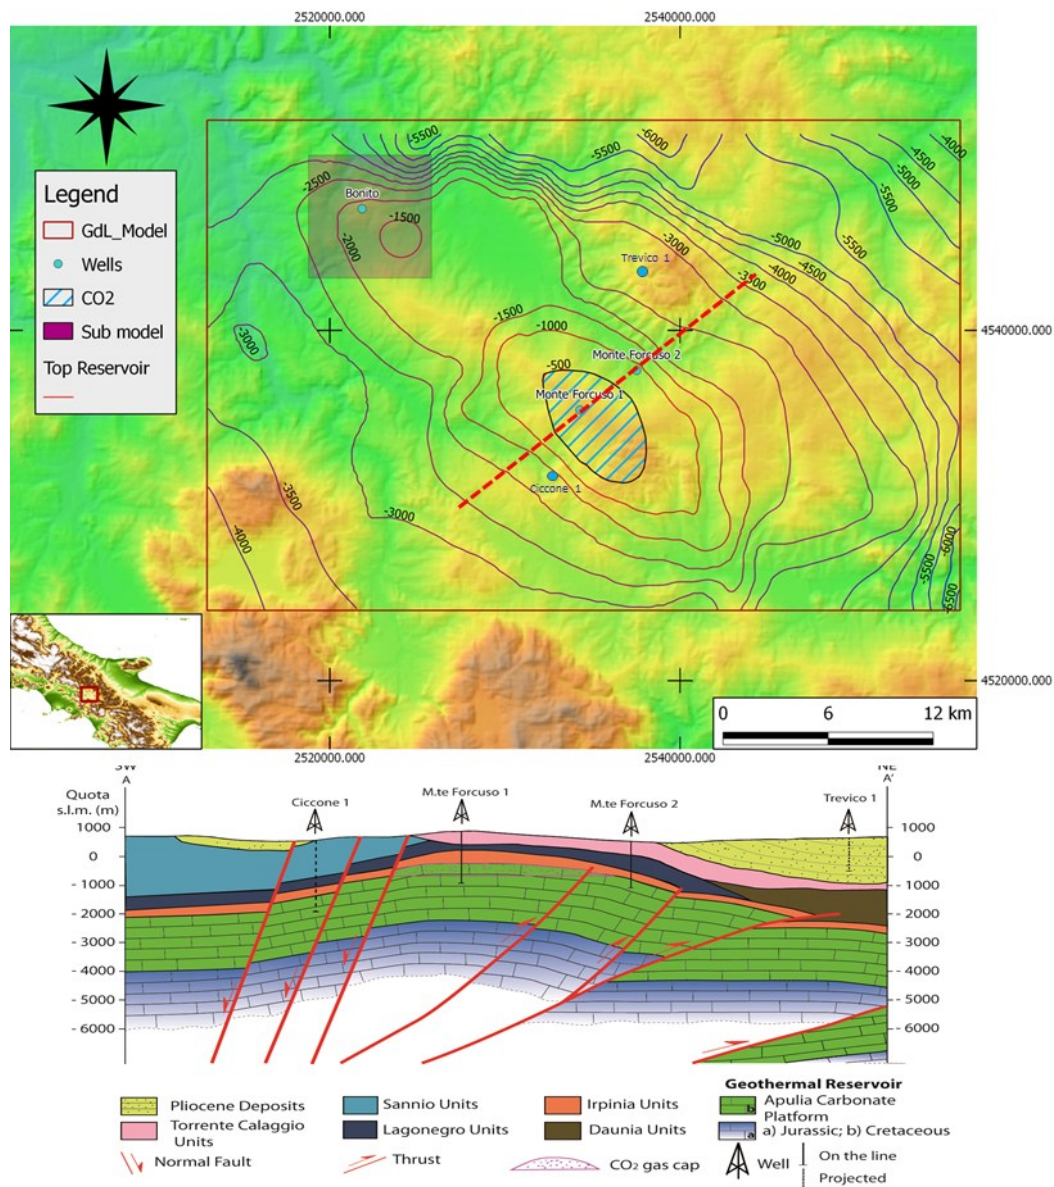 2520000.000 2540000.000
Legend
GdL_Model
Wells
CO2
Sub model
Top Reservoir
-5500
-6000
-4000
-4500
-5000
-5500
-5500
-2500
Bonito
-1500
-2000
-3000
-5000
-5500
-4500
-4000
-3500
Trevico 1
-3000
-1500
-1000
4540000.000
Monte Forcuso 2
-500
Monte Forcuso 1
Ciccone 1
-3500
-3000
-4000
-6000
-5500
-6500
4520000.000
0 6 12 km
2520000.000 2540000.000
SW NE
A A'
Quota
s.l.m. (m)
Ciccone 1
M.te Forcuso 1
M.te Forcuso 2
Trevico 1
1000 1000
0 0
- 1000 -1000
- 2000 -2000
- 3000 -3000
- 4000 -4000
- 5000 -5000
- 6000 -6000
Geothermal Reservoir
Pliocene Deposits
Sannio Units
Irpinia Units
b Apulia Carbonate
Platform
Torrente Calaggio
Units
Lagonegro Units
Daunia Units
a a) Jurassic; b) Cretaceous
Normal Fault
Thrust
CO2 gas cap
Well
On the line
Projected